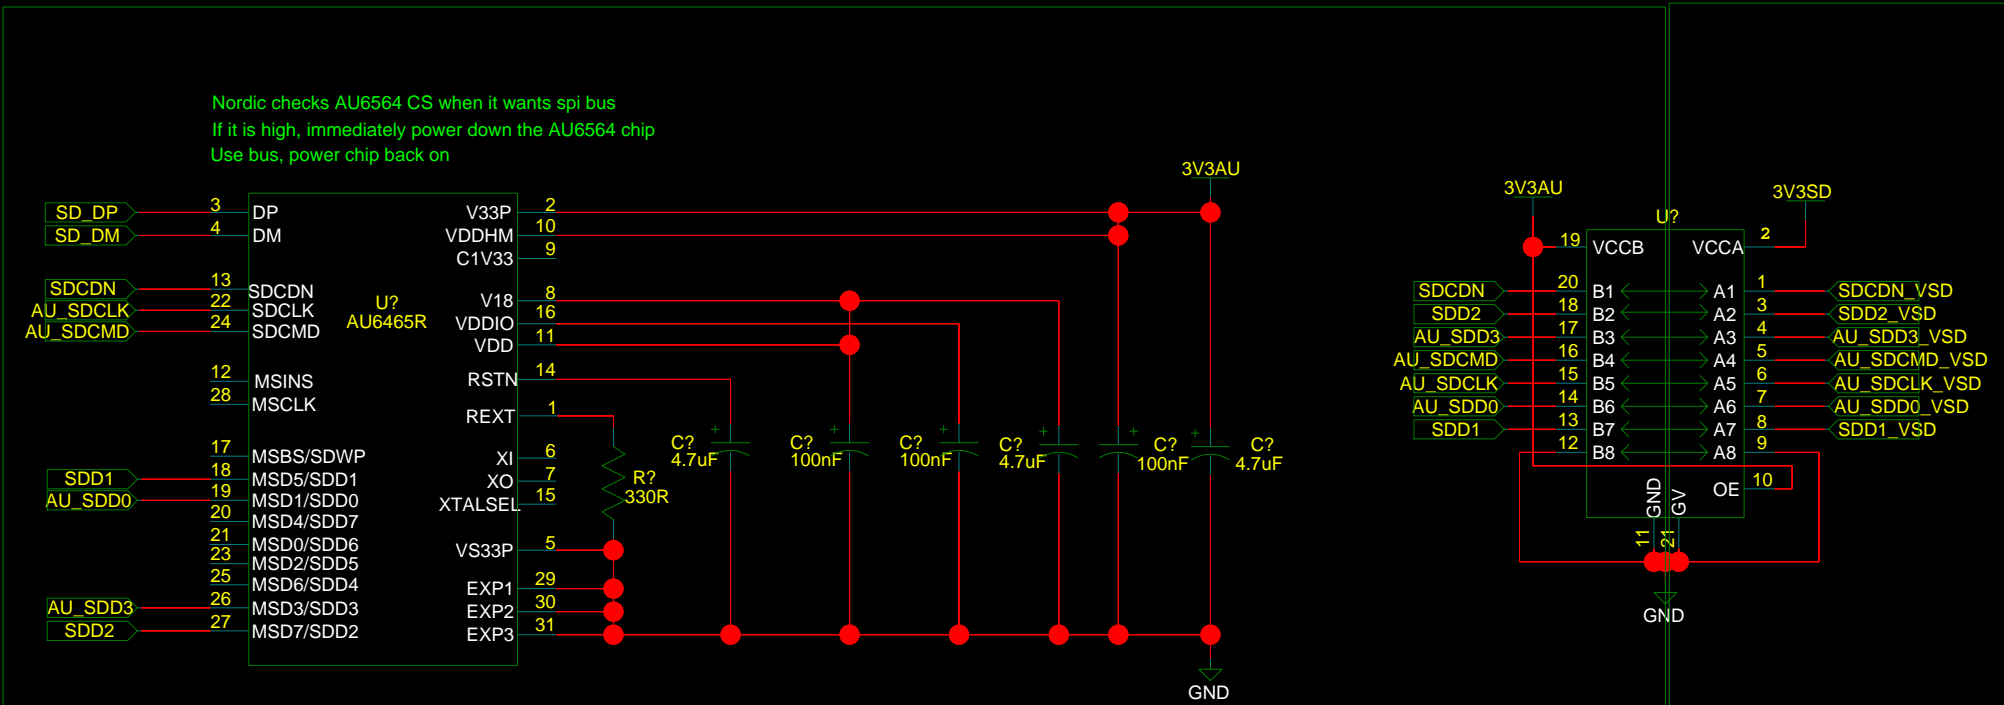 Nordic checks AU6564 CS when it wants spi bus
If it is high, immediately power down the AU6564 chip
Use bus, power chip back on
SD_DP 3 DP
SD_DM 4 DM
SDCDN 13 SDCDN
AU_SDCLK 22 SDCLK
AU_SDCMD 24 SDCMD
12 MSINS
28 MSCLK
17 MSBS/SDWP
SDD1 18 MSD5/SDD1
AU_SDD0 19 MSD1/SDD0
20 MSD4/SDD7
21 MSD0/SDD6
23 MSD2/SDD5
25 MSD6/SDD4
AU_SDD3 26 MSD3/SDD3
SDD2 27 MSD7/SDD2
U?
AU6465R
V33P 2
VDDHM 10
C1V33 9
V18 8
VDDIO 16
VDD 11
RSTN 14
REXT 1
XI 6
XO 7
XTALSEL 15
VS33P 5
EXP1 29
EXP2 30
EXP3 31
R?
330R
C?
4.7uF
+
C?
100nF
+
C?
100nF
+
C?
4.7uF
+
C?
100nF
+
C?
4.7uF
+
3V3AU
GND
3V3AU
3V3SD
U?
19 VCCB VCCA 2
SDCDN 20 B1 A1 1 SDCDN_VSD
SDD2 18 B2 A2 3 SDD2_VSD
AU_SDD3 17 B3 A3 4 AU_SDD3_VSD
AU_SDCMD 16 B4 A4 5 AU_SDCMD_VSD
AU_SDCLK 15 B5 A5 6 AU_SDCLK_VSD
AU_SDD0 14 B6 A6 7 AU_SDD0_VSD
SDD1 13 B7 A7 8 SDD1_VSD
12 B8 A8 9
OE 10
GND 11
GV 21
GND